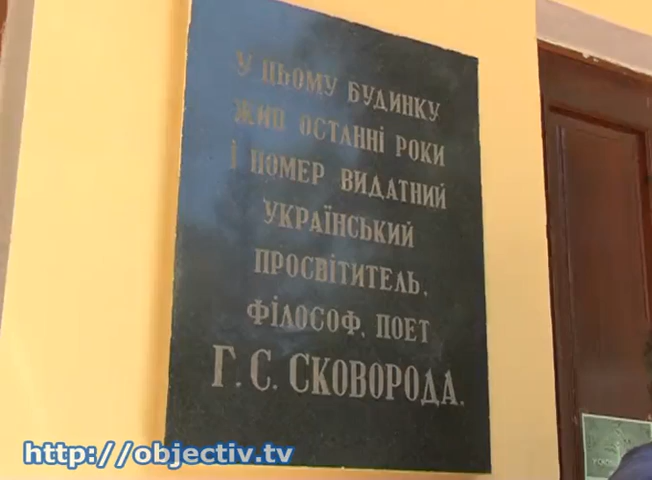 У ЦЬОМУ БУДИНКУ
ЖИВ ОСТАННІ РОКИ
І ПОМЕР ВИДАТНИЙ
УКРАЇНСЬКИЙ
ПРОСВІТИТЕЛЬ,
ФІЛОСОФ, ПОЕТ
Г. С. СКОВОРОДА.
http://objectiv.tv